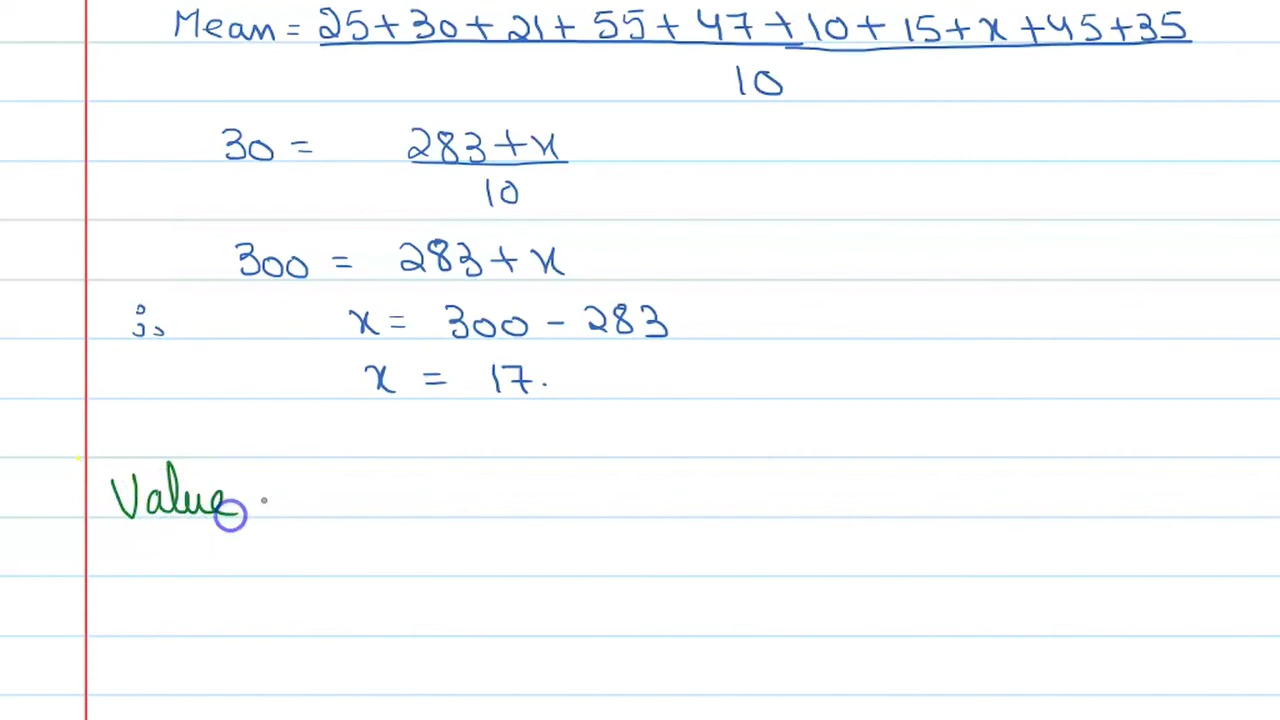 Mean = 25+30+21+55+47+10+15+x+45+35
10
30 = 283+x
10
300 = 283+x
∴ x = 300-283
x = 17.
Value